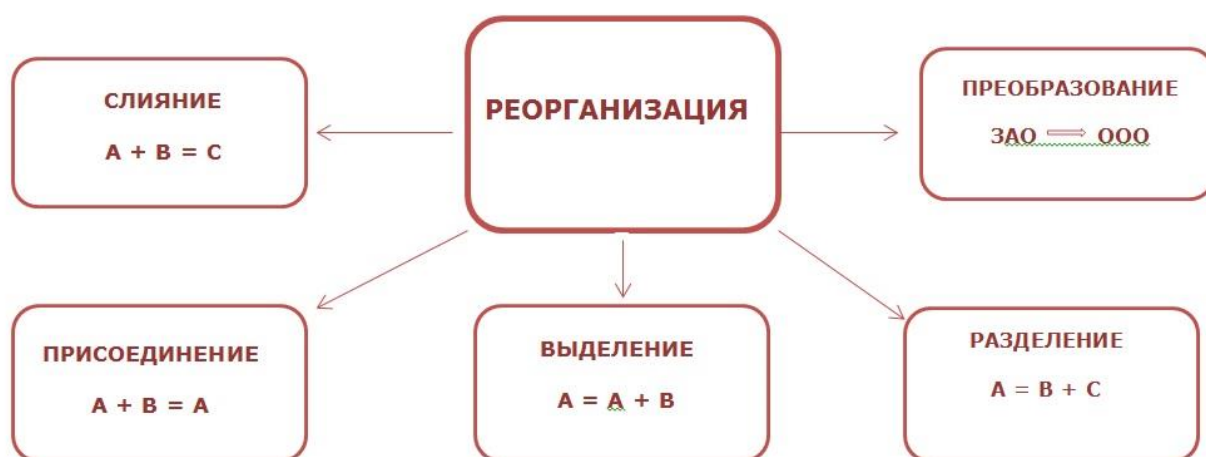 РЕОРГАНИЗАЦИЯ
СЛИЯНИЕ
A + B = C
ПРЕОБРАЗОВАНИЕ
ЗАО ⟹ ООО
ПРИСОЕДИНЕНИЕ
A + B = A
ВЫДЕЛЕНИЕ
A = A + B
РАЗДЕЛЕНИЕ
A = B + C